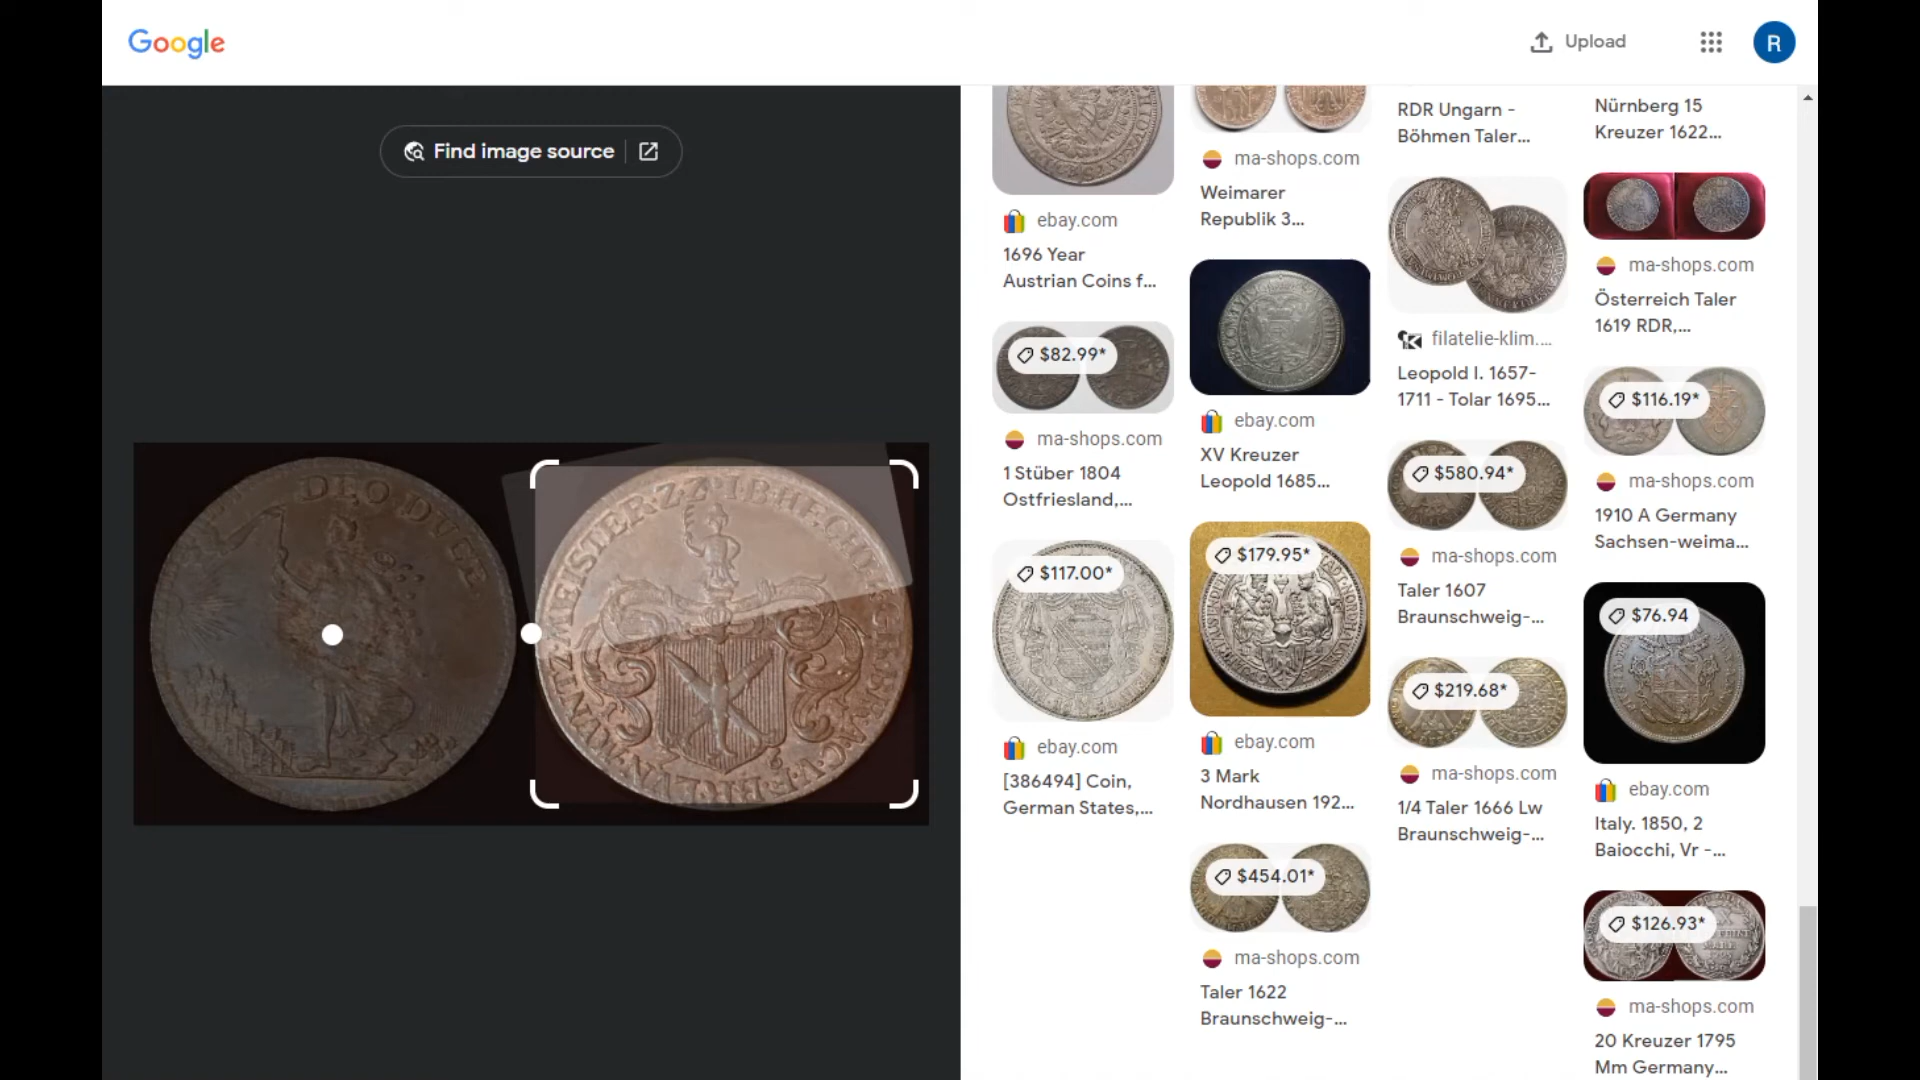 Google
Upload
R
Find image source
DEO DVCE
ebay.com
1696 Year
Austrian Coins f...
$82.99*
ma-shops.com
1 Stüber 1804
Ostfriesland,...
$117.00*
ebay.com
[386494] Coin,
German States,...
ma-shops.com
Weimarer
Republik 3...
ebay.com
XV Kreuzer
Leopold 1685...
$179.95*
ebay.com
3 Mark
Nordhausen 192...
$454.01*
ma-shops.com
Taler 1622
Braunschweig-...
RDR Ungarn -
Böhmen Taler...
filatelie-klim....
Leopold I. 1657-
1711 - Tolar 1695...
$580.94*
ma-shops.com
Taler 1607
Braunschweig-...
$219.68*
ma-shops.com
1/4 Taler 1666 Lw
Braunschweig-...
Nürnberg 15
Kreuzer 1622...
ma-shops.com
Österreich Taler
1619 RDR,...
$116.19*
ma-shops.com
1910 A Germany
Sachsen-weima...
$76.94
ebay.com
Italy. 1850, 2
Baiocchi, Vr -...
$126.93*
ma-shops.com
20 Kreuzer 1795
Mm Germany...